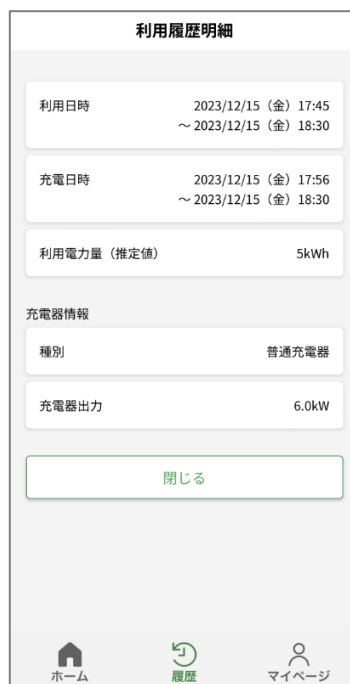 利用履歴明細
利用日時 2023/12/15（金）17:45
～ 2023/12/15（金）18:30
充電日時 2023/12/15（金）17:56
～ 2023/12/15（金）18:30
利用電力量（推定値） 5kWh
充電器情報
種別 普通充電器
充電器出力 6.0kW
閉じる
ホーム 履歴 マイページ